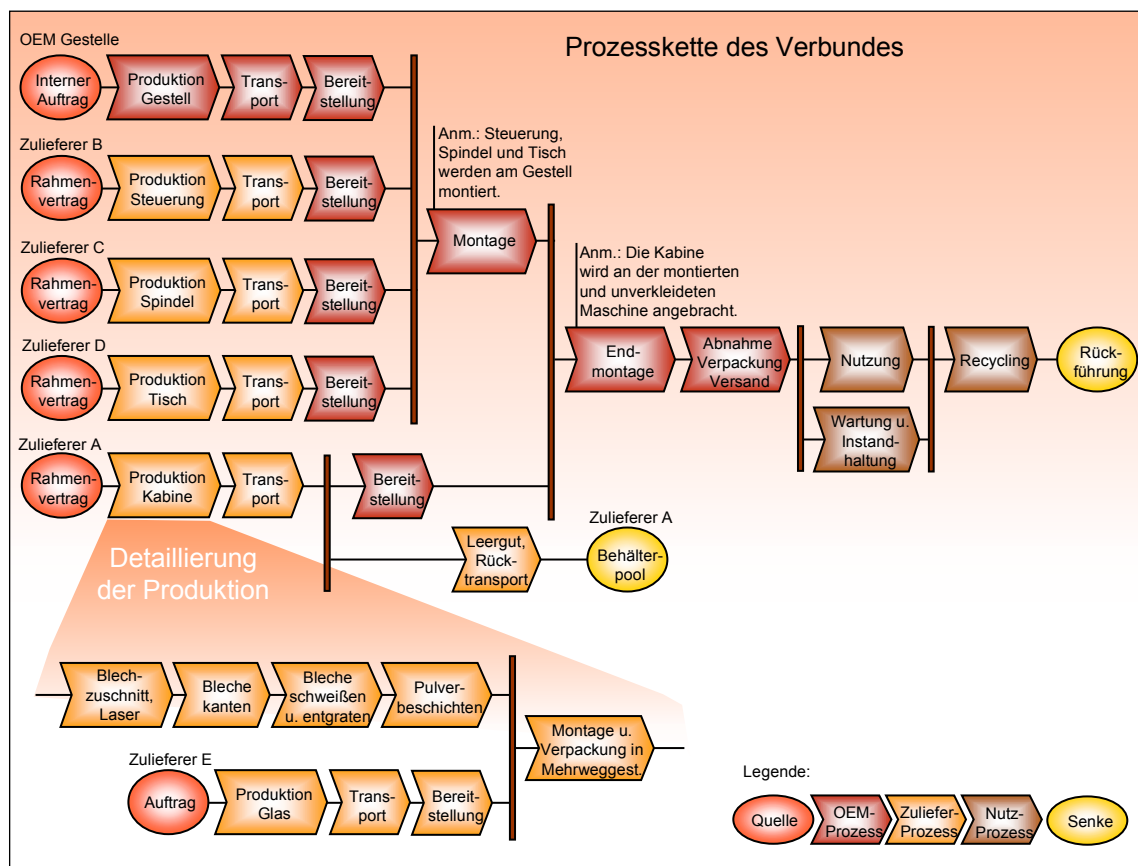 OEM Gestelle
Prozesskette des Verbundes
Interner
Auftrag
Produktion
Gestell
Trans-
port
Bereit-
stellung
Anm.: Steuerung,
Spindel und Tisch
werden am Gestell
montiert.
Zulieferer B
Rahmen-
vertrag
Produktion
Steuerung
Trans-
port
Bereit-
stellung
Montage
Zulieferer C
Rahmen-
vertrag
Produktion
Spindel
Trans-
port
Bereit-
stellung
Anm.: Die Kabine
wird an der montierten
und unverkleideten
Maschine angebracht.
Zulieferer D
Rahmen-
vertrag
Produktion
Tisch
Trans-
port
Bereit-
stellung
End-
montage
Abnahme
Verpackung
Versand
Nutzung
Recycling
Rück-
führung
Wartung u.
Instand-
haltung
Zulieferer A
Rahmen-
vertrag
Produktion
Kabine
Trans-
port
Bereit-
stellung
Leergut,
Rück-
transport
Zulieferer A
Behälter-
pool
Detaillierung
der Produktion
Blech-
zuschnitt,
Laser
Bleche
kanten
Bleche
schweißen
u. entgraten
Pulver-
beschichten
Montage u.
Verpackung in
Mehrweggest.
Zulieferer E
Auftrag
Produktion
Glas
Trans-
port
Bereit-
stellung
Legende:
Quelle
OEM-
Prozess
Zuliefer-
Prozess
Nutz-
Prozess
Senke